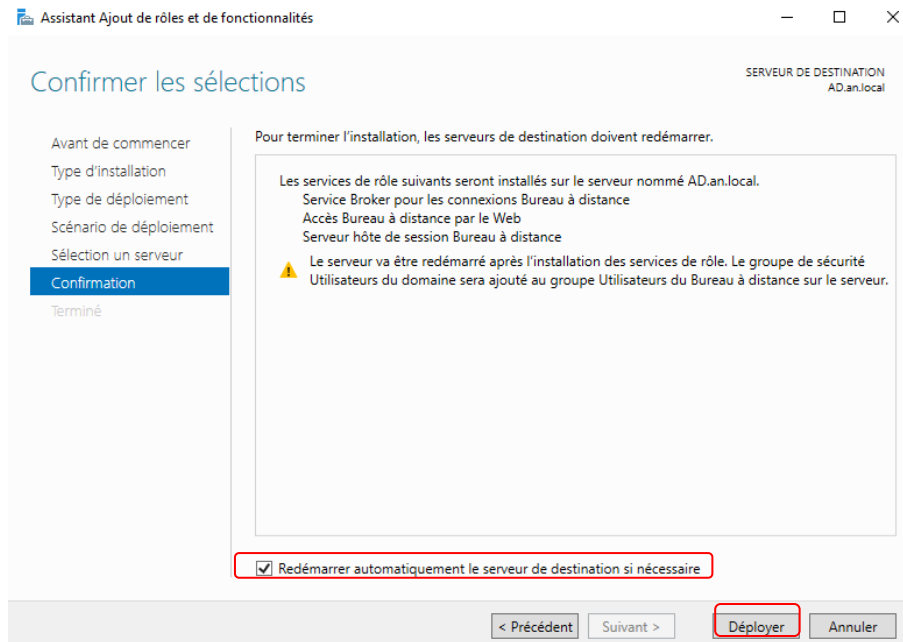 Assistant Ajout de rôles et de fonctionnalités
Confirmer les sélections
SERVEUR DE DESTINATION
AD.an.local
Avant de commencer
Type d'installation
Type de déploiement
Scénario de déploiement
Sélection un serveur
Confirmation
Terminé
Pour terminer l'installation, les serveurs de destination doivent redémarrer.
Les services de rôle suivants seront installés sur le serveur nommé AD.an.local.
Service Broker pour les connexions Bureau à distance
Accès Bureau à distance par le Web
Serveur hôte de session Bureau à distance
Le serveur va être redémarré après l'installation des services de rôle. Le groupe de sécurité
Utilisateurs du domaine sera ajouté au groupe Utilisateurs du Bureau à distance sur le serveur.
Redémarrer automatiquement le serveur de destination si nécessaire
< Précédent Suivant > Déployer Annuler